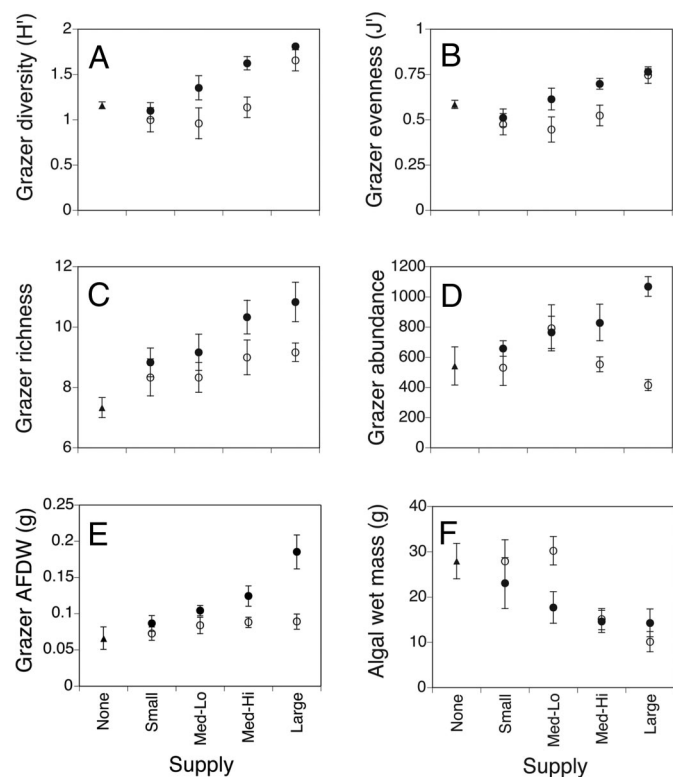 A
Grazer diversity (H')
2
1.5
1
0.5
0
B
Grazer evenness (J')
1
0.75
0.5
0.25
0
C
Grazer richness
12
10
8
6
D
Grazer abundance
1200
1000
800
600
400
200
0
E
Grazer AFDW (g)
0.25
0.2
0.15
0.1
0.05
0
None
Small
Med-Lo
Med-Hi
Large
Supply
F
Algal wet mass (g)
40
30
20
10
0
None
Small
Med-Lo
Med-Hi
Large
Supply